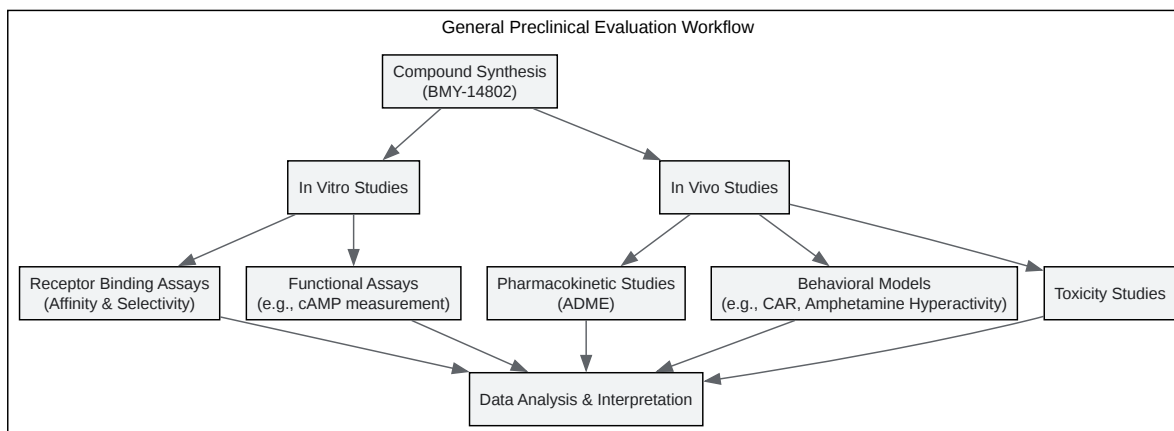 General Preclinical Evaluation Workflow
Compound Synthesis
(BMY-14802)
In Vitro Studies
In Vivo Studies
Receptor Binding Assays
(Affinity & Selectivity)
Functional Assays
(e.g., cAMP measurement)
Pharmacokinetic Studies
(ADME)
Behavioral Models
(e.g., CAR, Amphetamine Hyperactivity)
Toxicity Studies
Data Analysis & Interpretation